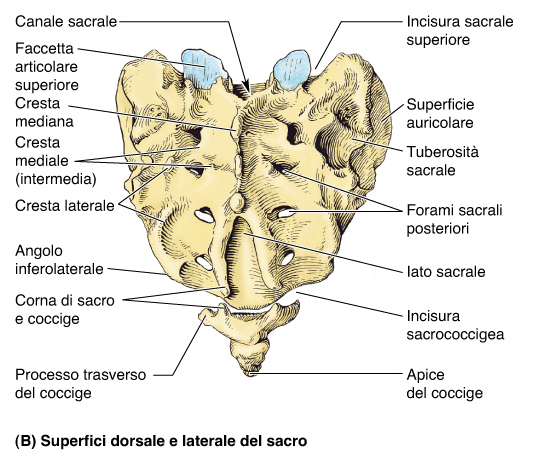 Canale sacrale
Faccetta
articolare
superiore
Cresta
mediana
Cresta
mediale
(intermedia)
Cresta laterale
Angolo
inferolaterale
Corna di sacro
e coccige
Processo trasverso
del coccige
Incisura sacrale
superiore
Superficie
auricolare
Tuberosità
sacrale
Forami sacrali
posteriori
Iato sacrale
Incisura
sacrococcigea
Apice
del coccige
(B) Superfici dorsale e laterale del sacro